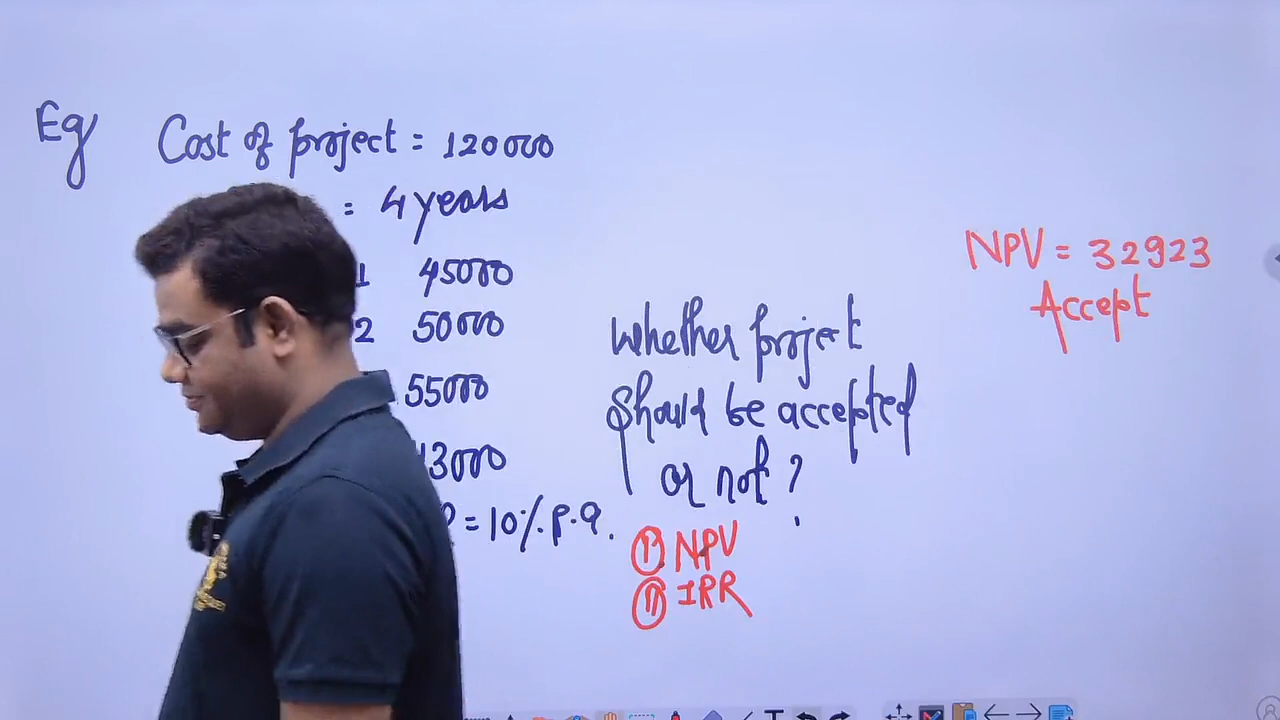 Eg Cost of project = 120000
= 4 years
1 45000
2 50000
55000
3000
= 10% p.a.
Whether project
should be accepted
or not?
(I) NPV
(II) IRR
NPV = 32923
Accept